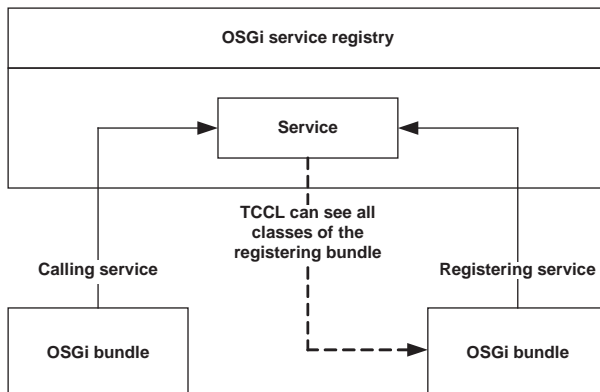 OSGi service registry
Service
TCCL can see all
classes of the
registering bundle
Calling service
Registering service
OSGi bundle
OSGi bundle